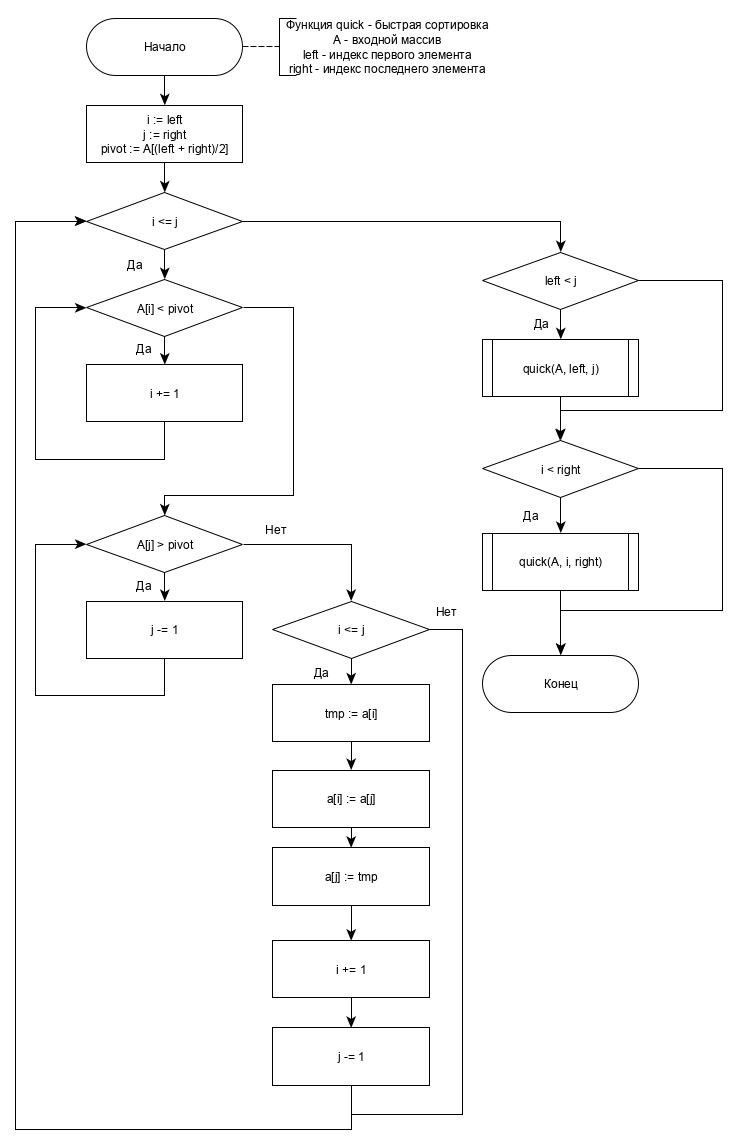 Начало
Функция quick - быстрая сортировка
A - входной массив
left - индекс первого элемента
right - индекс последнего элемента
i := left
j := right
pivot := A[(left + right)/2]
i <= j
Да
A[i] < pivot
Да
i += 1
A[j] > pivot
Нет
Да
j -= 1
i <= j
Нет
Да
tmp := a[i]
a[i] := a[j]
a[j] := tmp
i += 1
j -= 1
left < j
Да
quick(A, left, j)
i < right
Да
quick(A, i, right)
Конец